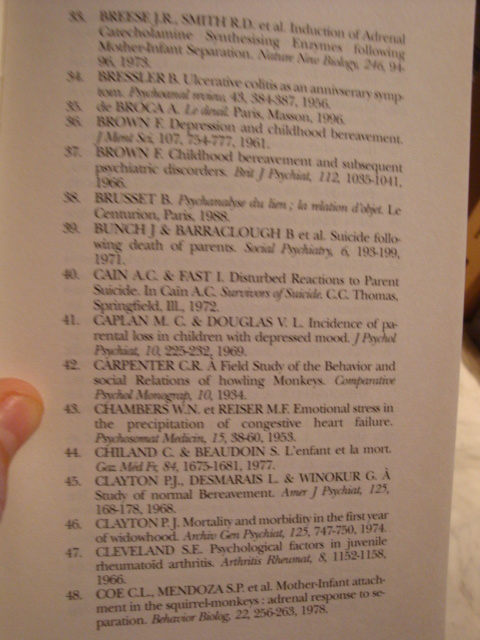 33. BREESE J.R., SMITH R.D. et al. Induction of Adrenal
Catecholamine Synthesising Enzymes following
Mother-Infant Separation. Nature New Biology, 246, 94-
96, 1973.
34. BRESSLER B. Ulcerative colitis as an anniversary symp-
tom. Psychoanal review, 43, 384-387, 1956.
35. de BROCA A. Le deuil. Paris, Masson, 1996.
36. BROWN F. Depression and childhood bereavement.
J Ment Sci, 107, 754-777, 1961.
37. BROWN F. Childhood bereavement and subsequent
psychiatric disorders. Brit J Psychiat, 112, 1035-1041,
1966.
38. BRUSSET B. Psychanalyse du lien ; la relation d'objet. Le
Centurion, Paris, 1988.
39. BUNCH J & BARRACLOUGH B et al. Suicide follo-
wing death of parents. Social Psychiatry, 6, 193-199,
1971.
40. CAIN A.C. & FAST I. Disturbed Reactions to Parent
Suicide. In Cain A.C. Survivors of Suicide. C.C. Thomas,
Springfield, Ill., 1972.
41. CAPLAN M. C. & DOUGLAS V. L. Incidence of pa-
rental loss in children with depressed mood. J Psychol
Psychiat, 10, 225-232, 1969.
42. CARPENTER C.R. À Field Study of the Behavior and
social Relations of howling Monkeys. Comparative
Psychol Monograp, 10, 1934.
43. CHAMBERS W.N. et REISER M.F. Emotional stress in
the precipitation of congestive heart failure.
Psychosomat Medicin, 15, 38-60, 1953.
44. CHILAND C. & BEAUDOIN S. L'enfant et la mort.
Gaz Méd Fr, 84, 1675-1681, 1977.
45. CLAYTON P.J., DESMARAIS L. & WINOKUR G. À
Study of normal Bereavement. Amer J Psychiat, 125,
168-178, 1968.
46. CLAYTON P. J. Mortality and morbidity in the first year
of widowhood. Archiv Gen Psychiat, 125, 747-750, 1974.
47. CLEVELAND S.E. Psychological factors in juvenile
rheumatoid arthritis. Arthritis Rheumat, 8, 1152-1158,
1966.
48. COE C.L., MENDOZA S.P. et al. Mother-Infant attach-
ment in the squirrel-monkeys : adrenal response to se-
paration. Behavior Biolog, 22, 256-263, 1978.